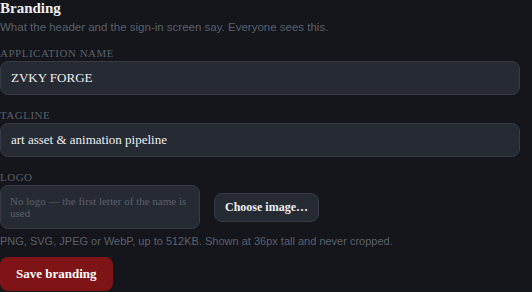 Branding
What the header and the sign-in screen say. Everyone sees this.
APPLICATION NAME
ZVKY FORGE
TAGLINE
art asset & animation pipeline
LOGO
No logo — the first letter of the name is
used
Choose image…
PNG, SVG, JPEG or WebP, up to 512KB. Shown at 36px tall and never cropped.
Save branding